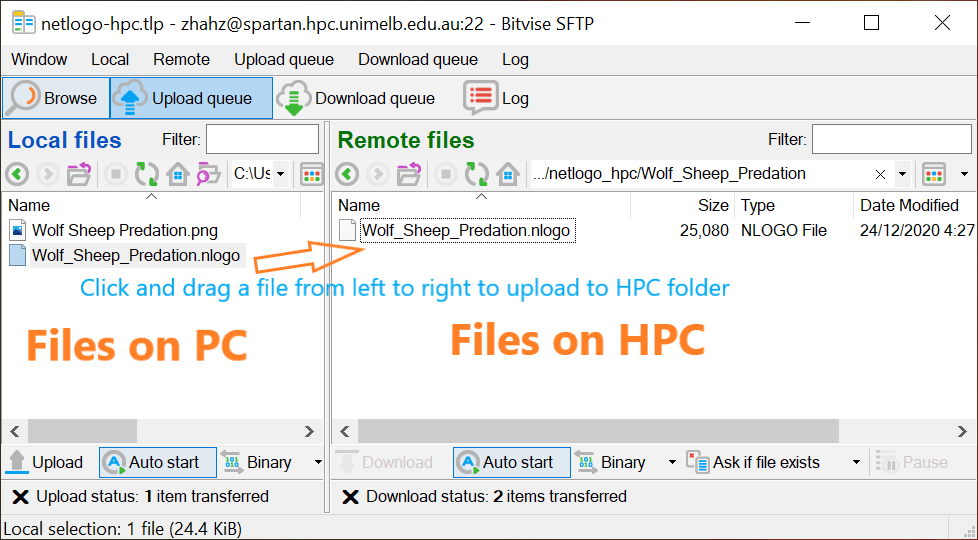 netlogo-hpc.tlp - zhahz@spartan.hpc.unimelb.edu.au:22 - Bitvise SFTP
Window Local Remote Upload queue Download queue Log
Browse Upload queue Download queue Log
Local files Filter: Remote files Filter:
C:\Us .../netlogo_hpc/Wolf_Sheep_Predation
Name Name Size Type Date Modified
Wolf Sheep Predation.png Wolf_Sheep_Predation.nlogo 25,080 NLOGO File 24/12/2020 4:27
Wolf_Sheep_Predation.nlogo
Click and drag a file from left to right to upload to HPC folder
Files on PC Files on HPC
Upload Auto start Binary Download Auto start Binary Ask if file exists Pause
Upload status: 1 item transferred Download status: 2 items transferred
Local selection: 1 file (24.4 KiB)